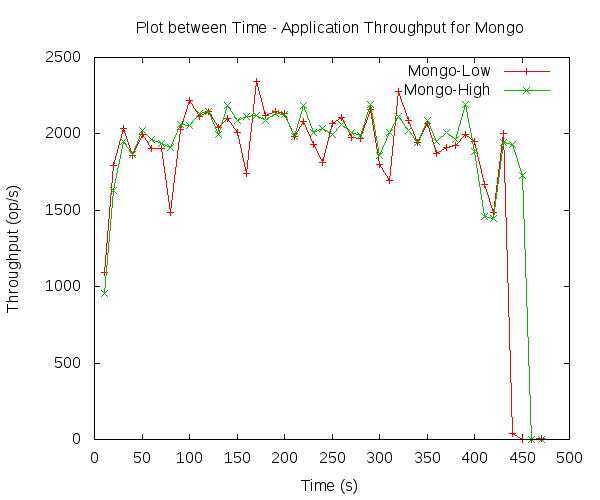 Plot between Time - Application Throughput for Mongo
2500
2000
1500
1000
500
0
Throughput (op/s)
Mongo-Low
Mongo-High
0 50 100 150 200 250 300 350 400 450 500
Time (s)